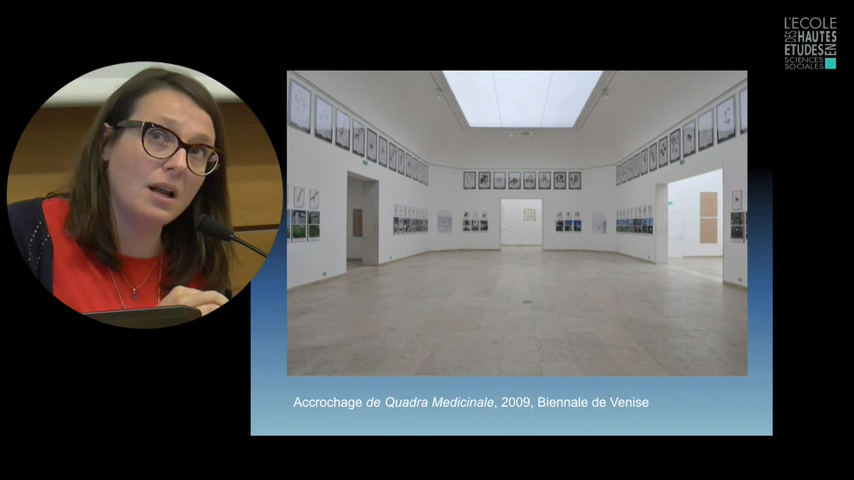 L'ECOLE
DES HAUTES
ETUDES EN
SCIENCES
SOCIALES
Accrochage de Quadra Medicinale, 2009, Biennale de Venise